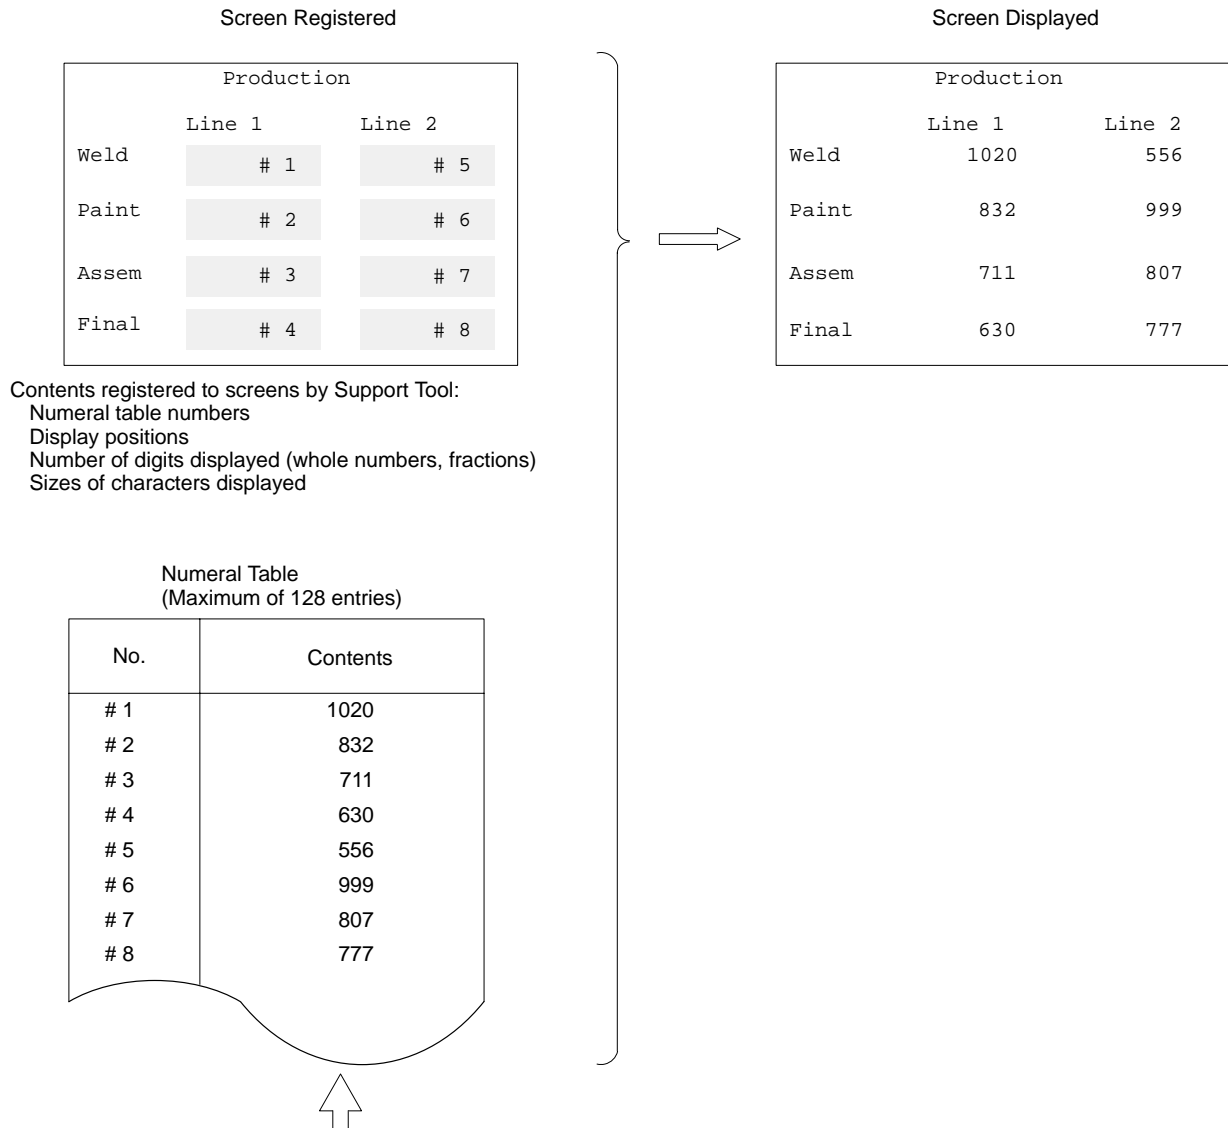 Screen Registered
Production
Line 1 Line 2
Weld # 1 # 5
Paint # 2 # 6
Assem # 3 # 7
Final # 4 # 8
Contents registered to screens by Support Tool:
Numeral table numbers
Display positions
Number of digits displayed (whole numbers, fractions)
Sizes of characters displayed
Numeral Table
(Maximum of 128 entries)
No. Contents
# 1 1020
# 2 832
# 3 711
# 4 630
# 5 556
# 6 999
# 7 807
# 8 777
Screen Displayed
Production
Line 1 Line 2
Weld 1020 556
Paint 832 999
Assem 711 807
Final 630 777